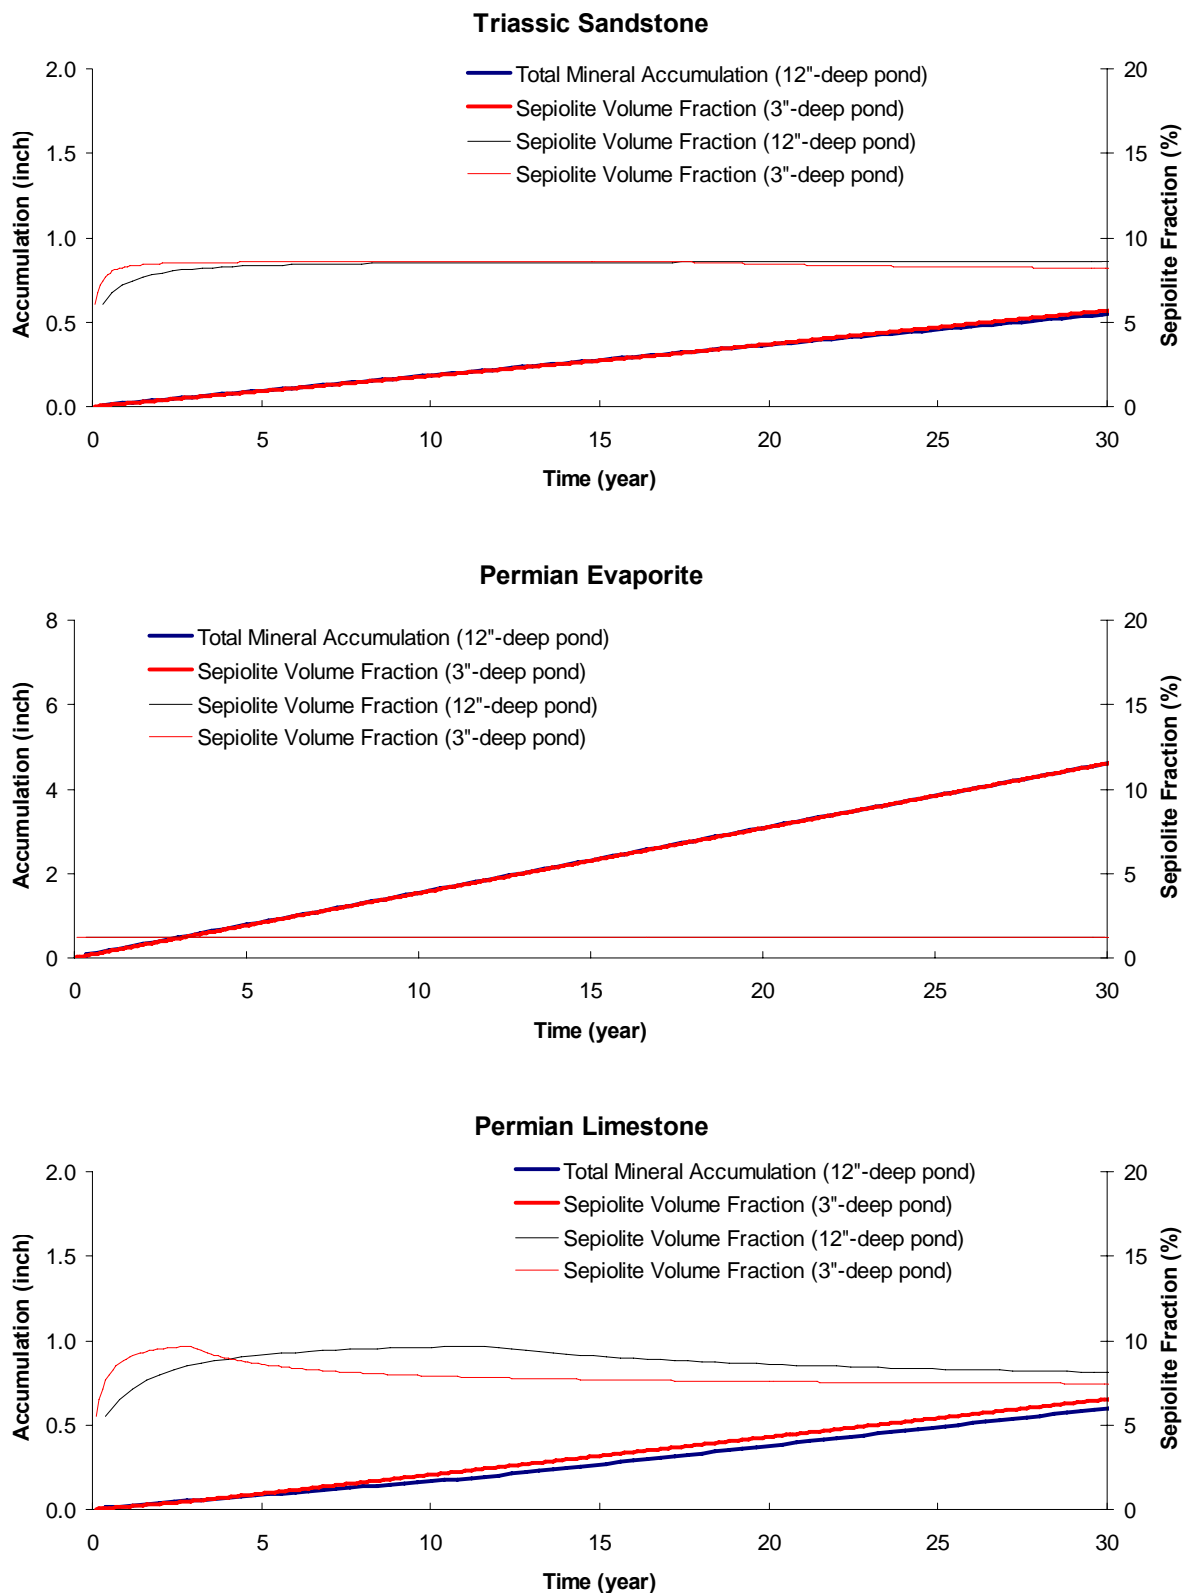 Triassic Sandstone
Total Mineral Accumulation (12"-deep pond)
Sepiolite Volume Fraction (3"-deep pond)
Sepiolite Volume Fraction (12"-deep pond)
Sepiolite Volume Fraction (3"-deep pond)
Accumulation (inch)
2.0
1.5
1.0
0.5
0.0
Sepiolite Fraction (%)
20
15
10
5
0
0 5 10 15 20 25 30
Time (year)
Permian Evaporite
Total Mineral Accumulation (12"-deep pond)
Sepiolite Volume Fraction (3"-deep pond)
Sepiolite Volume Fraction (12"-deep pond)
Sepiolite Volume Fraction (3"-deep pond)
Accumulation (inch)
8
6
4
2
0
Sepiolite Fraction (%)
20
15
10
5
0
0 5 10 15 20 25 30
Time (year)
Permian Limestone
Total Mineral Accumulation (12"-deep pond)
Sepiolite Volume Fraction (3"-deep pond)
Sepiolite Volume Fraction (12"-deep pond)
Sepiolite Volume Fraction (3"-deep pond)
Accumulation (inch)
2.0
1.5
1.0
0.5
0.0
Sepiolite Fraction (%)
20
15
10
5
0
0 5 10 15 20 25 30
Time (year)